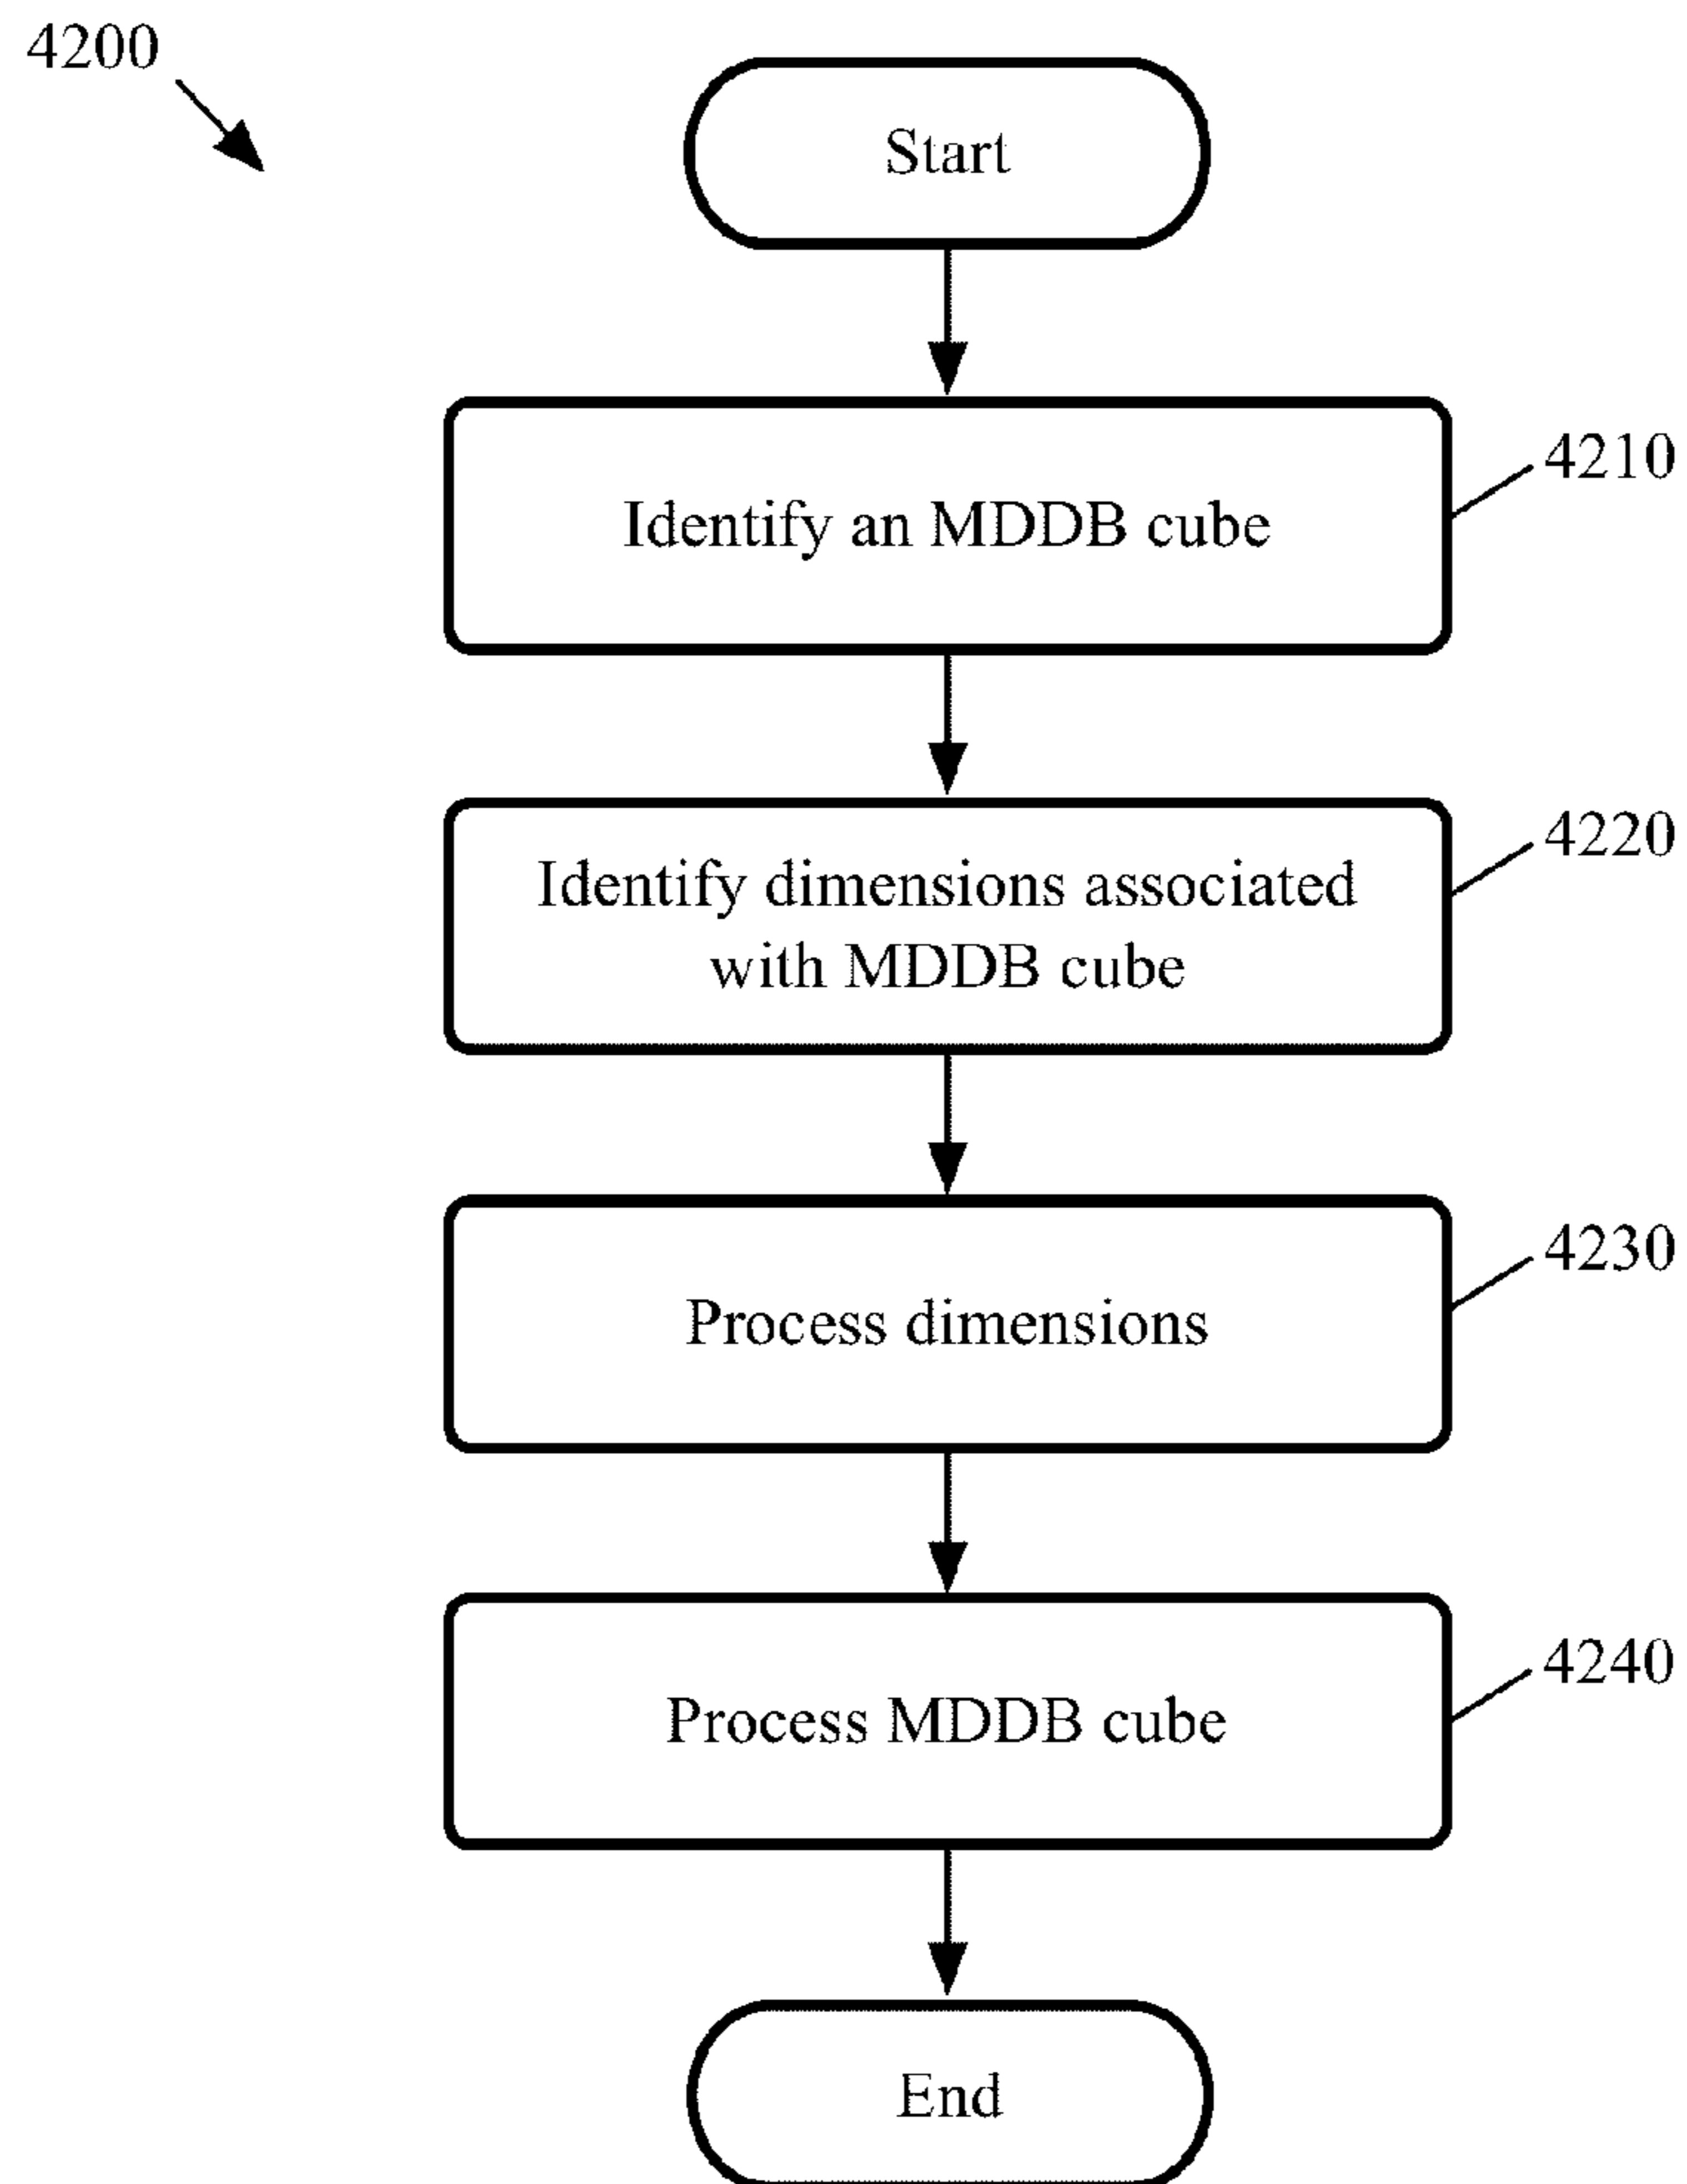 4200
Start
Identify an MDDB cube
4210
Identify dimensions associated
with MDDB cube
4220
Process dimensions
4230
Process MDDB cube
4240
End